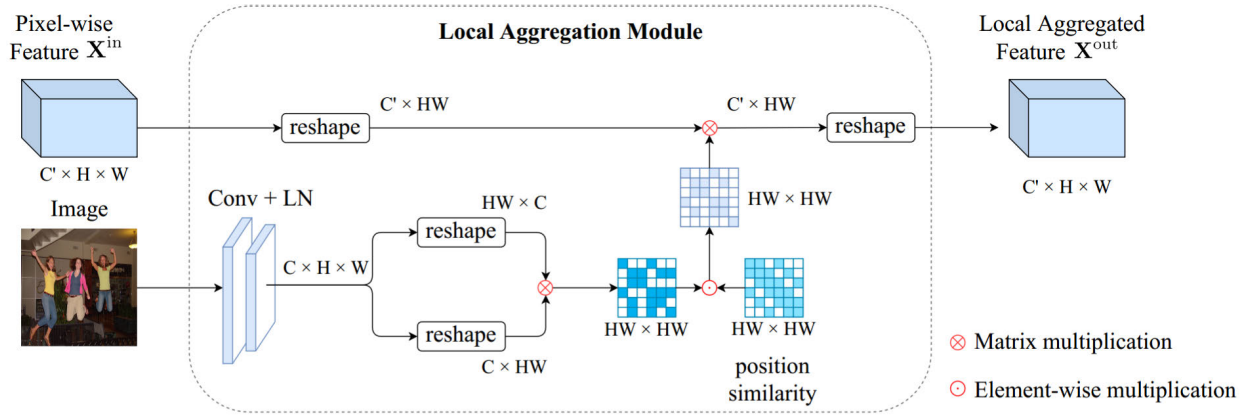 Pixel-wise
Feature X^in
Local Aggregation Module
Local Aggregated
Feature X^out
C' × HW
C' × HW
reshape
reshape
C' × H × W
C' × H × W
Image
Conv + LN
HW × C
HW × HW
reshape
C × H × W
reshape
HW × HW
HW × HW
C × HW
position
similarity
Matrix multiplication
Element-wise multiplication